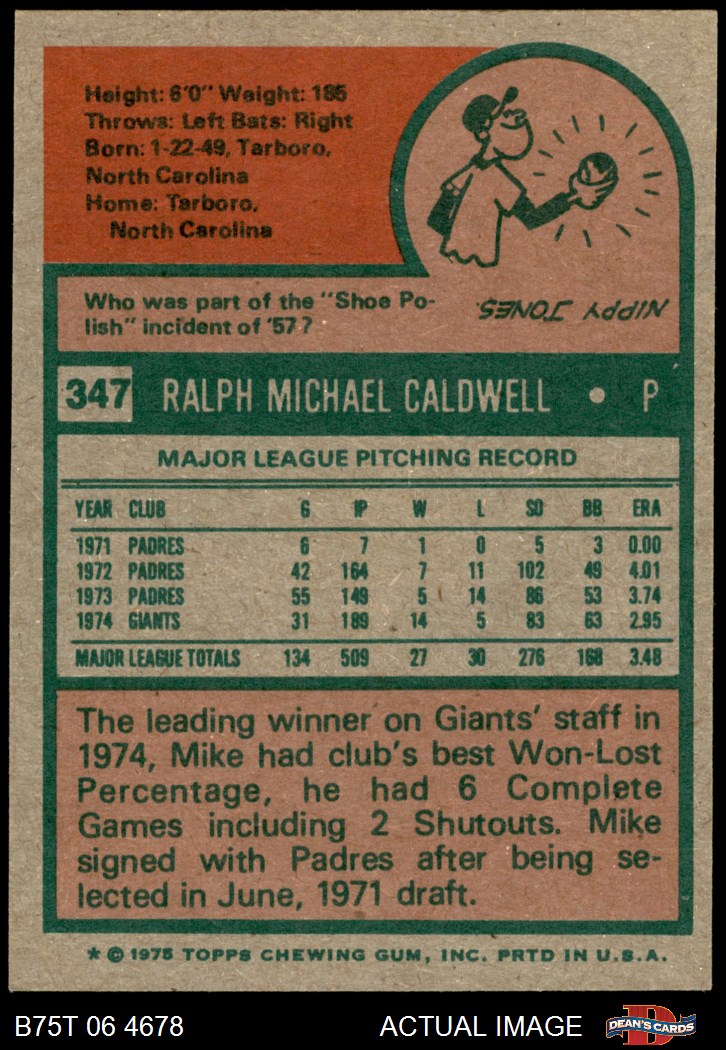 Height: 6'0" Weight: 185
Throws: Left Bats: Right
Born: 1-22-49, Tarboro,
North Carolina
Home: Tarboro,
North Carolina
Who was part of the "Shoe Po-
lish" incident of '57?
NIPPY JONES.
347 RALPH MICHAEL CALDWELL • P
MAJOR LEAGUE PITCHING RECORD
YEAR CLUB G IP W L SO BB ERA
1971 PADRES 6 7 1 0 5 3 0.00
1972 PADRES 42 164 7 11 102 49 4.01
1973 PADRES 55 149 5 14 86 53 3.74
1974 GIANTS 31 189 14 5 83 63 2.95
MAJOR LEAGUE TOTALS 134 509 27 30 276 168 3.48
The leading winner on Giants' staff in
1974, Mike had club's best Won-Lost
Percentage, he had 6 Complete
Games including 2 Shutouts. Mike
signed with Padres after being se-
lected in June, 1971 draft.
* © 1975 TOPPS CHEWING GUM, INC. PRTD IN U.S.A.
B75T 06 4678 ACTUAL IMAGE
D
DEAN'S CARDS